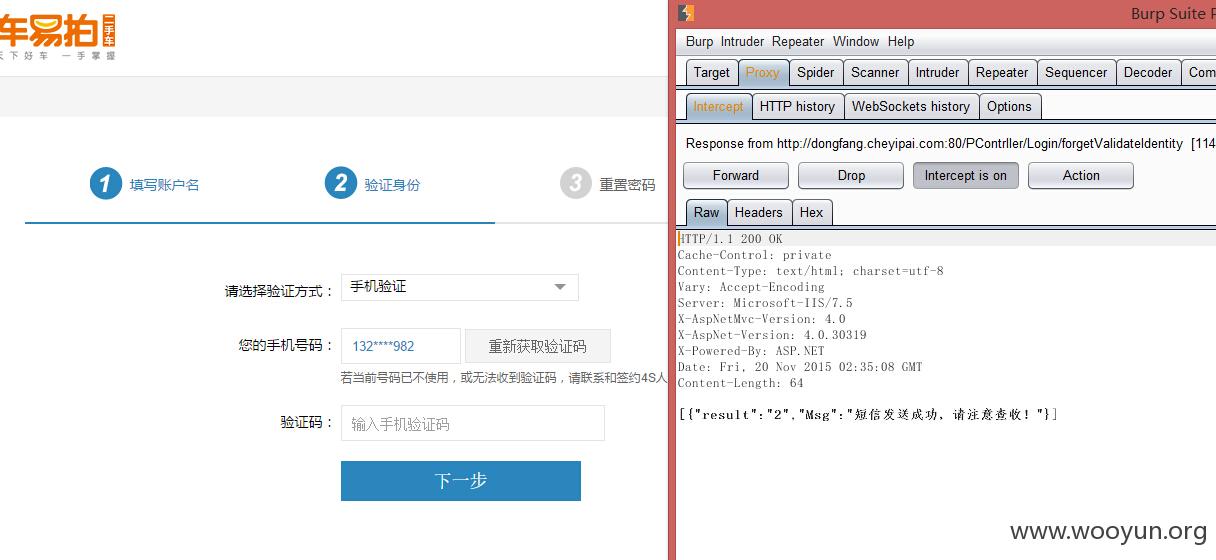 车易拍 二手车
天下好车 一手掌握
1 填写账户名
2 验证身份
3 重置密码
请选择验证方式： 手机验证
您的手机号码： 132****982 重新获取验证码
若当前号码已不使用，或无法收到验证码，请联系和签约4S人
验证码： 输入手机验证码
下一步
Burp Suite P
Burp Intruder Repeater Window Help
Target Proxy Spider Scanner Intruder Repeater Sequencer Decoder Com
Intercept HTTP history WebSockets history Options
Response from http://dongfang.cheyipai.com:80/PContrller/Login/forgetValidateIdentity [114
Forward Drop Intercept is on Action
Raw Headers Hex
HTTP/1.1 200 OK
Cache-Control: private
Content-Type: text/html; charset=utf-8
Vary: Accept-Encoding
Server: Microsoft-IIS/7.5
X-AspNetMvc-Version: 4.0
X-AspNet-Version: 4.0.30319
X-Powered-By: ASP.NET
Date: Fri, 20 Nov 2015 02:35:08 GMT
Content-Length: 64
[{"result":"2","Msg":"短信发送成功，请注意查收！"}]
www.wooyun.org